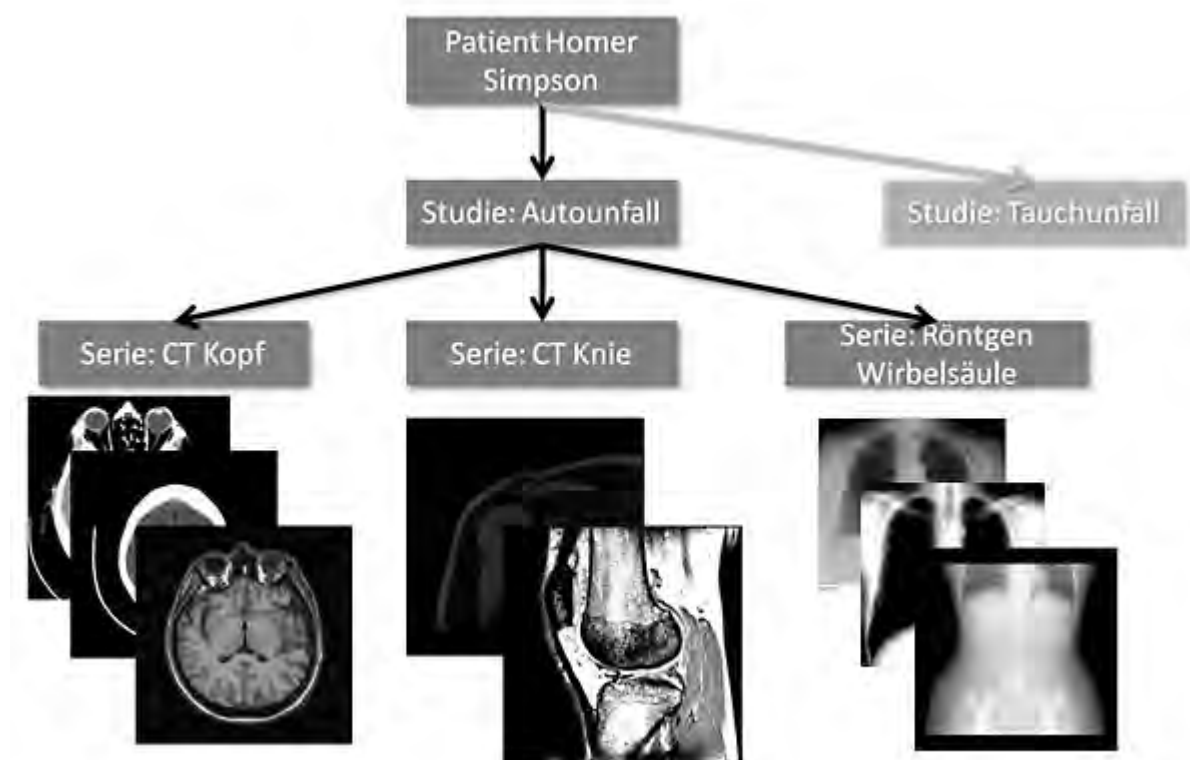 Patient Homer
Simpson
Studie: Autounfall
Studie: Tauchunfall
Serie: CT Kopf
Serie: CT Knie
Serie: Röntgen
Wirbelsäule